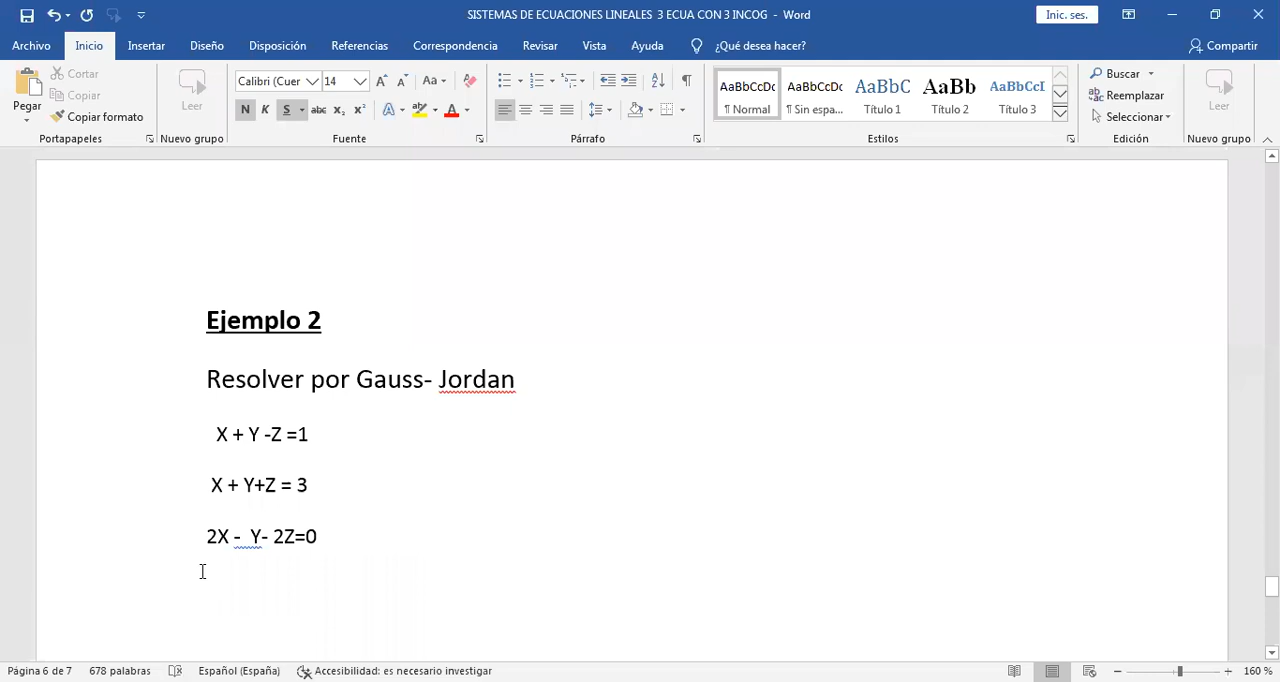 SISTEMAS DE ECUACIONES LINEALES 3 ECUA CON 3 INCOG - Word
Inic. ses.
Archivo Inicio Insertar Diseño Disposición Referencias Correspondencia Revisar Vista Ayuda ¿Qué desea hacer? Compartir
Pegar
Cortar
Copiar
Copiar formato
Portapapeles
Leer
Nuevo grupo
Calibri (Cuer 14
Aa
N K S abc x₂ x² A A
Fuente
Párrafo
AaBbCcDc AaBbCcDc AaBbC AaBb AaBbCcI
¶ Normal ¶ Sin espa... Título 1 Título 2 Título 3
Estilos
Buscar
Reemplazar
Seleccionar
Edición
Leer
Nuevo grupo
Ejemplo 2
Resolver por Gauss- Jordan
X + Y -Z =1
X + Y+Z = 3
2X - Y- 2Z=0
Página 6 de 7 678 palabras Español (España) Accesibilidad: es necesario investigar 160 %